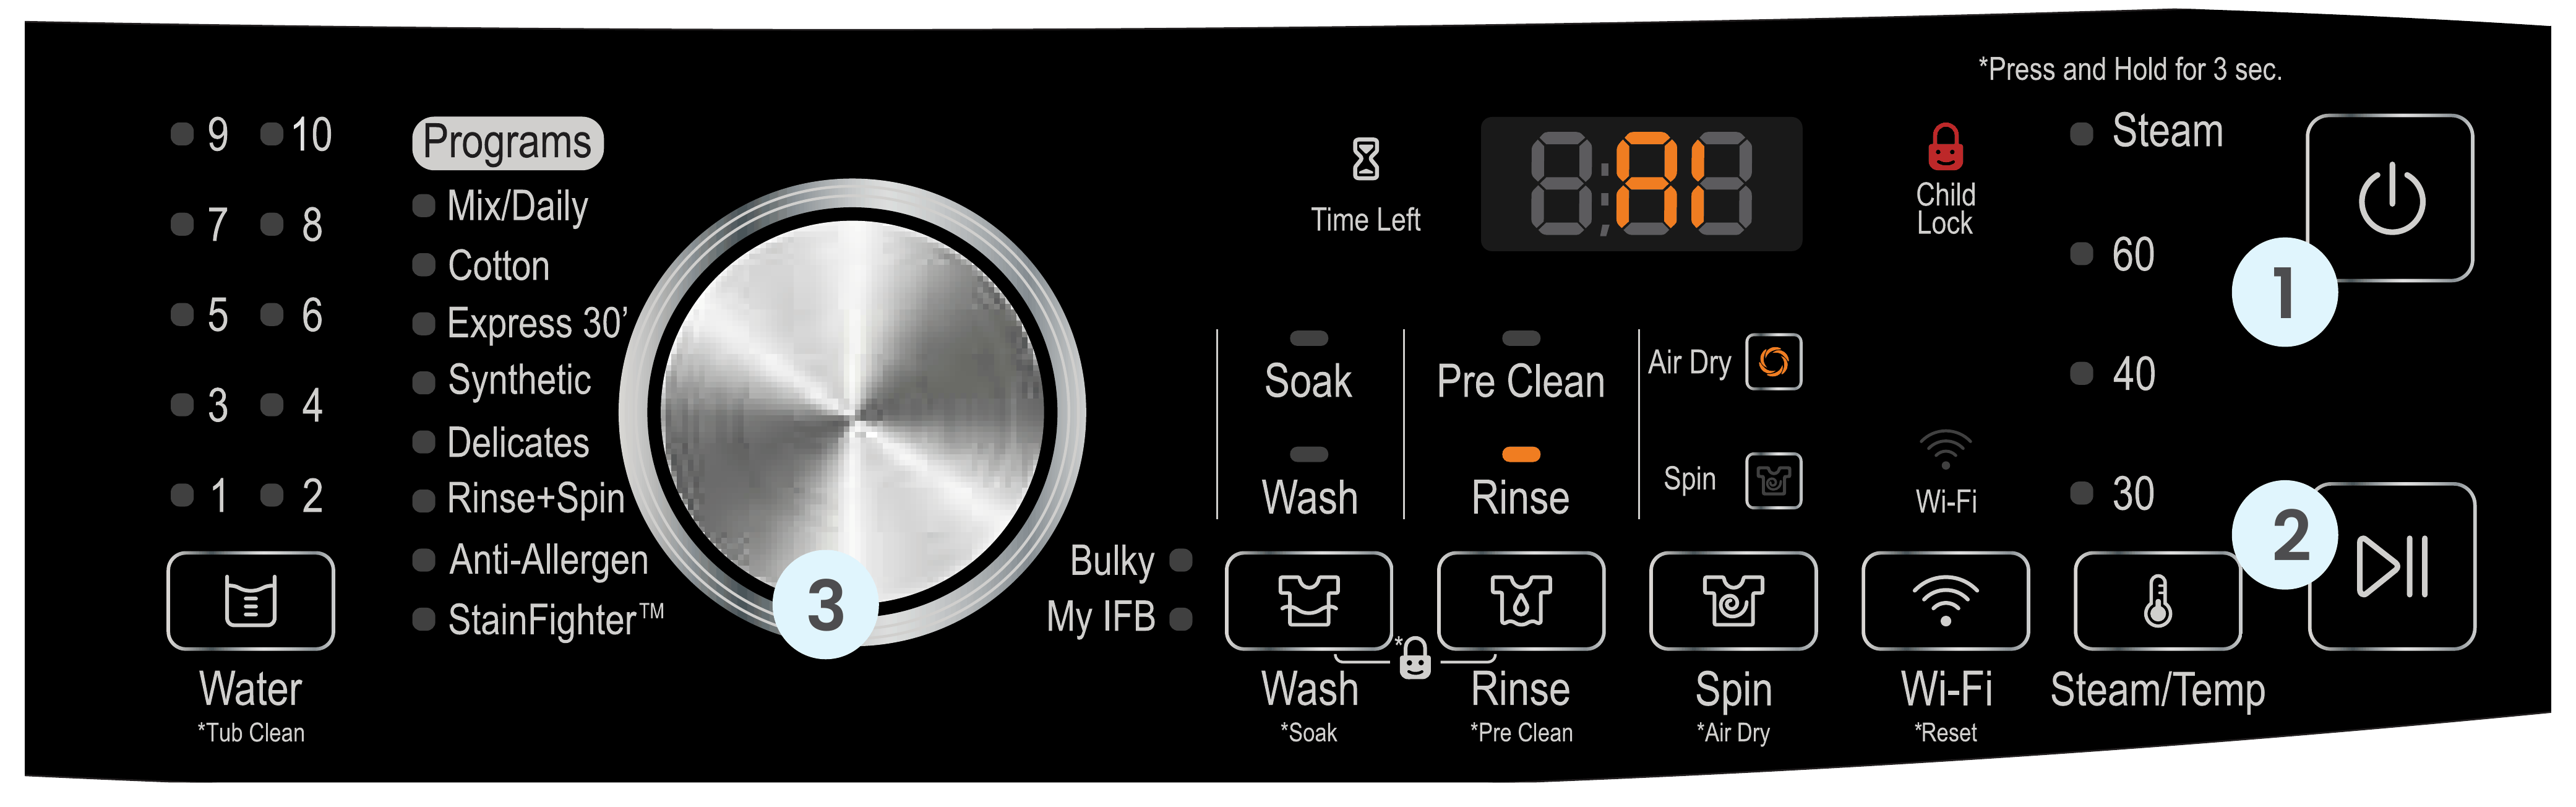 *Press and Hold for 3 sec.
9 10
7 8
5 6
3 4
1 2
Water
*Tub Clean
Programs
Mix/Daily
Cotton
Express 30’
Synthetic
Delicates
Rinse+Spin
Anti-Allergen
StainFighter™
3
Bulky
My IFB
Time Left
AI
Child
Lock
Soak
Wash
Pre Clean
Rinse
Air Dry
Spin
Wi-Fi
Steam
60
40
30
1
2
Wash
*Soak
*
Rinse
*Pre Clean
Spin
*Air Dry
Wi-Fi
*Reset
Steam/Temp